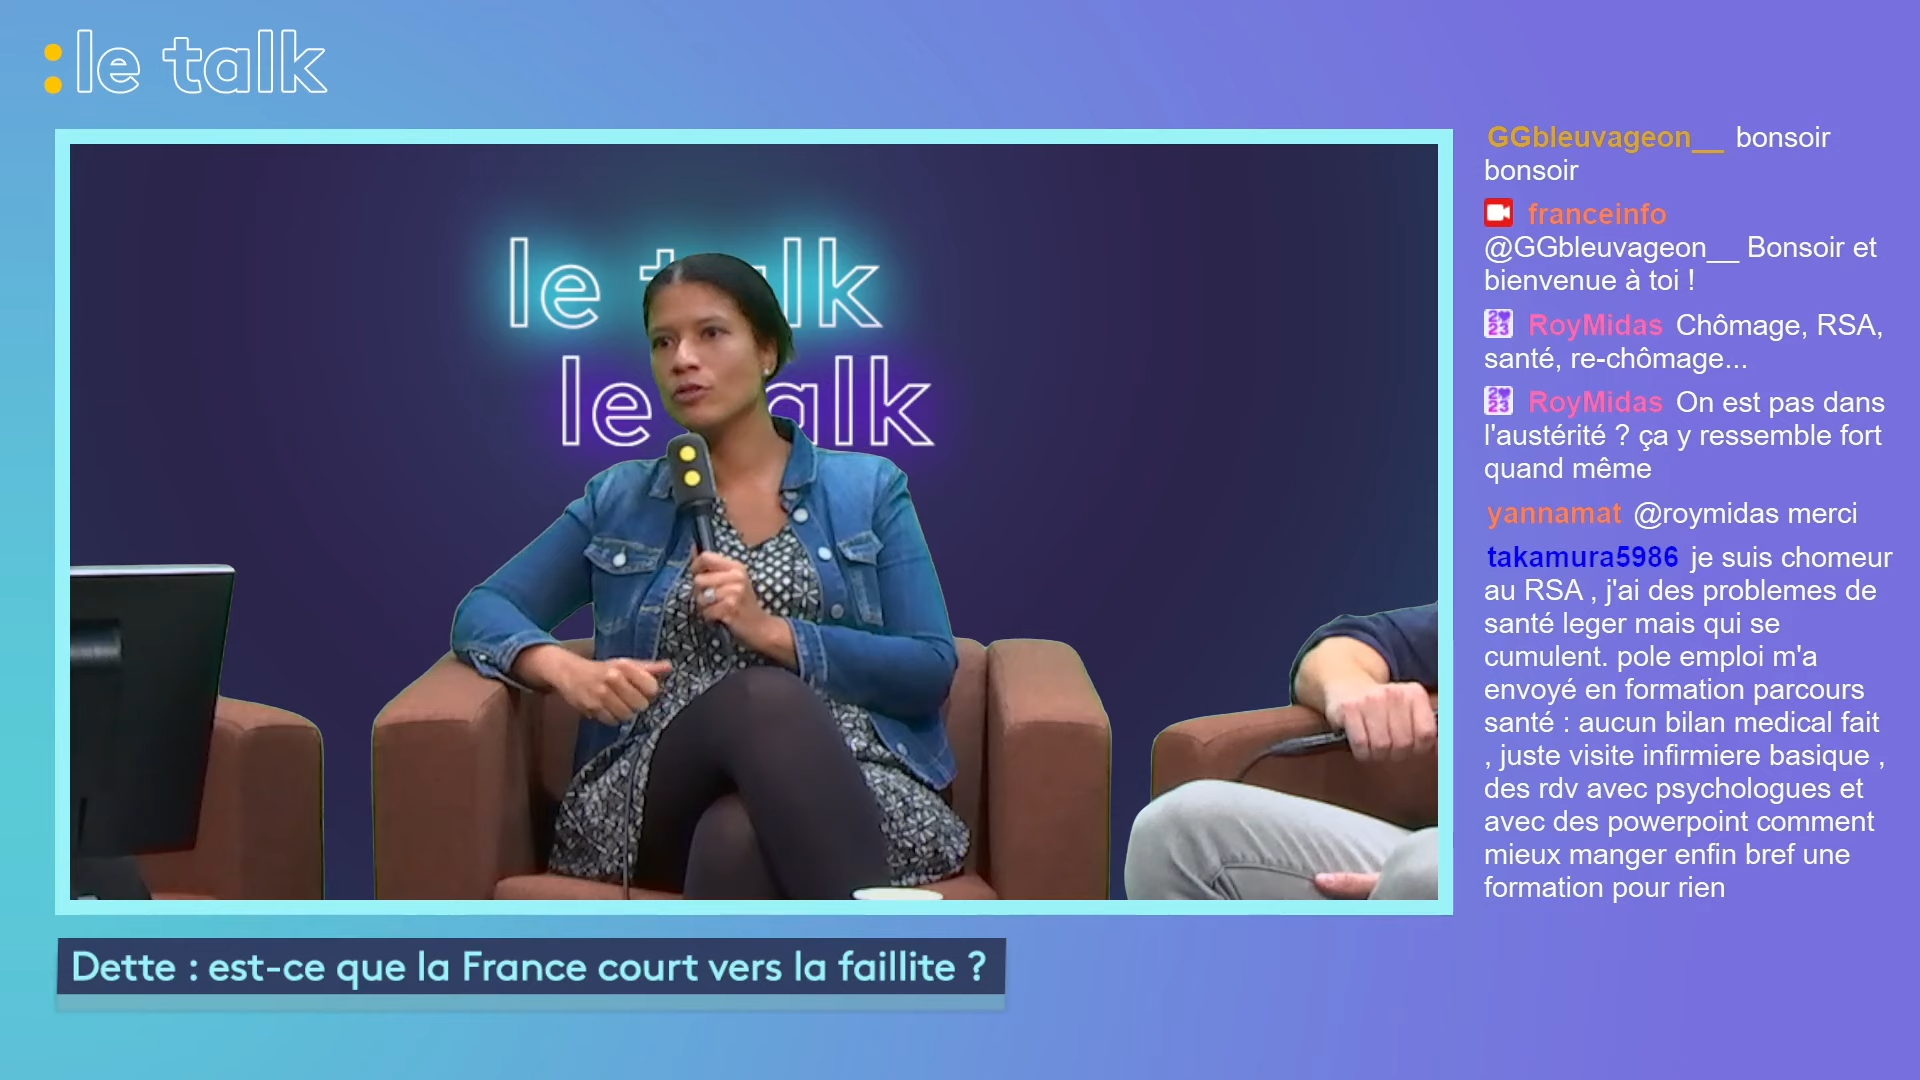 :le talk
le talk
le talk
GGbleuvageon__ bonsoir
bonsoir
franceinfo
@GGbleuvageon__ Bonsoir et
bienvenue à toi !
RoyMidas Chômage, RSA,
santé, re-chômage...
RoyMidas On est pas dans
l'austérité ? ça y ressemble fort
quand même
yannamat @roymidas merci
takamura5986 je suis chomeur
au RSA , j'ai des problemes de
santé leger mais qui se
cumulent. pole emploi m'a
envoyé en formation parcours
santé : aucun bilan medical fait
, juste visite infirmiere basique ,
des rdv avec psychologues et
avec des powerpoint comment
mieux manger enfin bref une
formation pour rien
Dette : est-ce que la France court vers la faillite ?